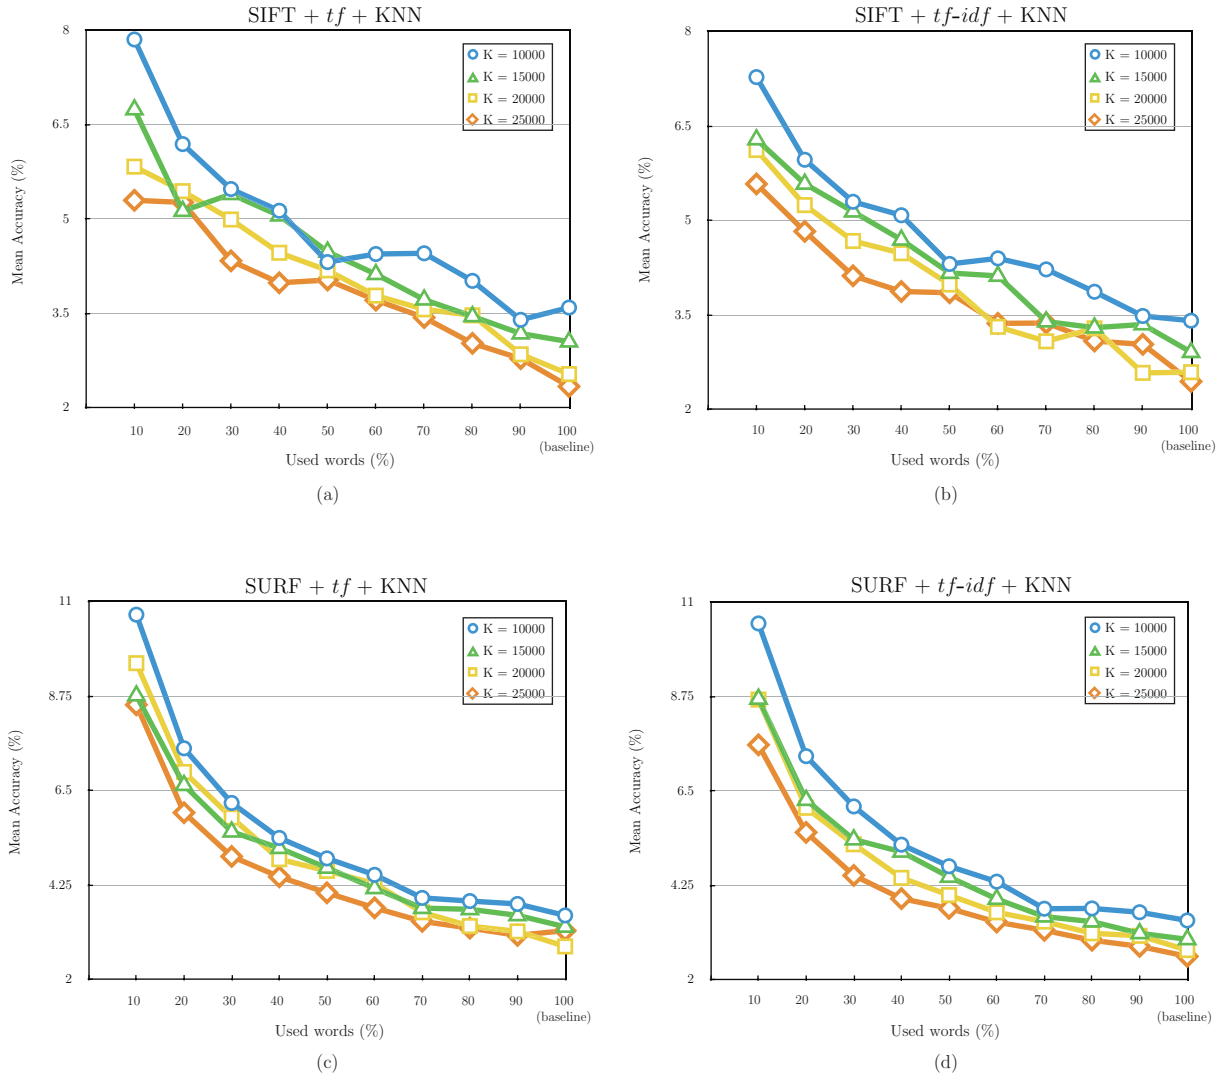 SIFT + tf + KNN
8
6.5
5
3.5
2
Mean Accuracy (%)
K = 10000
K = 15000
K = 20000
K = 25000
10 20 30 40 50 60 70 80 90 100
(baseline)
Used words (%)
(a)
SIFT + tf-idf + KNN
8
6.5
5
3.5
2
Mean Accuracy (%)
K = 10000
K = 15000
K = 20000
K = 25000
10 20 30 40 50 60 70 80 90 100
(baseline)
Used words (%)
(b)
SURF + tf + KNN
11
8.75
6.5
4.25
2
Mean Accuracy (%)
K = 10000
K = 15000
K = 20000
K = 25000
10 20 30 40 50 60 70 80 90 100
(baseline)
Used words (%)
(c)
SURF + tf-idf + KNN
11
8.75
6.5
4.25
2
Mean Accuracy (%)
K = 10000
K = 15000
K = 20000
K = 25000
10 20 30 40 50 60 70 80 90 100
(baseline)
Used words (%)
(d)